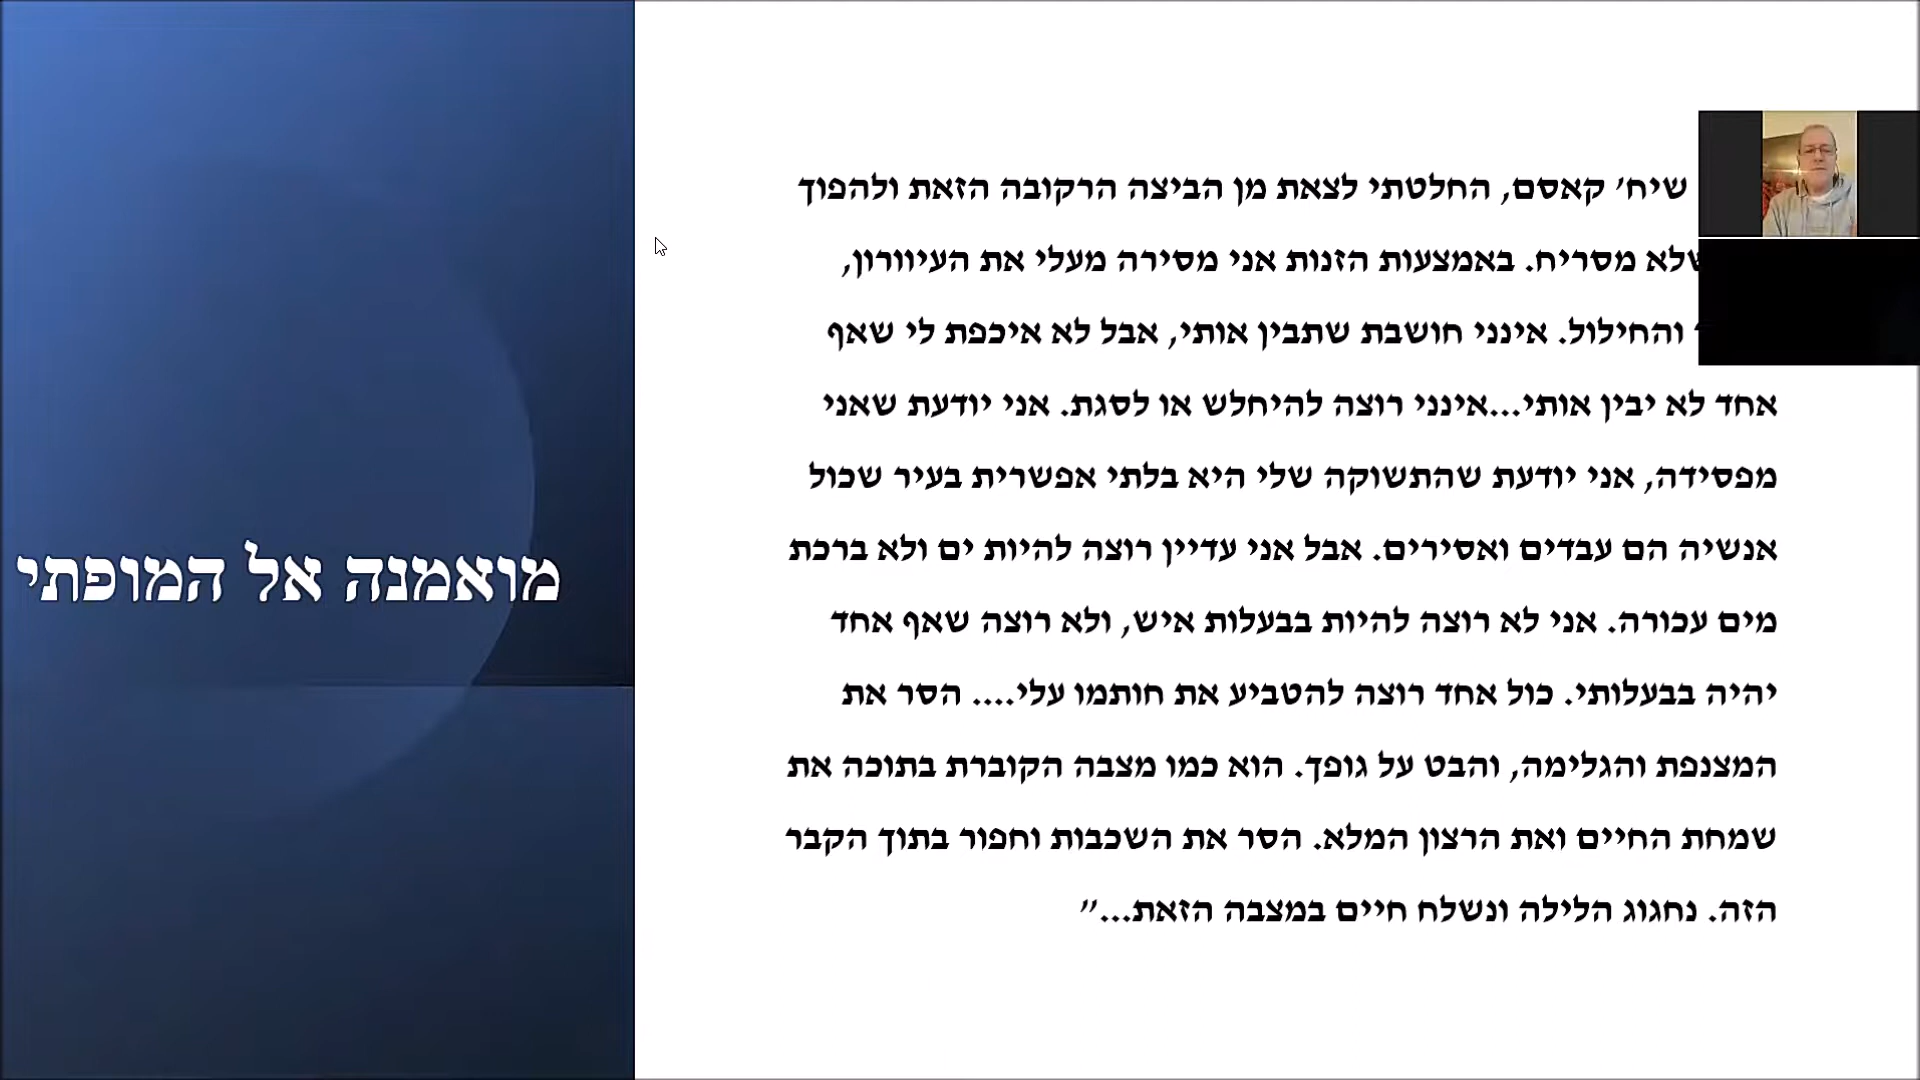 מואמנה אל המופתי
שיח׳ קאסם, החלטתי לצאת מן הביצה הרקובה הזאת ולהפוך
שלא מסריח. באמצעות הזנות אני מסירה מעלי את העיוורון,
והחילול. אינני חושבת שתבין אותי, אבל לא איכפת לי שאף
אחד לא יבין אותי...אינני רוצה להיחלש או לסגת. אני יודעת שאני
מפסידה, אני יודעת שהתשוקה שלי היא בלתי אפשרית בעיר שכול
אנשיה הם עבדים ואסירים. אבל אני עדיין רוצה להיות ים ולא ברכת
מים עכורה. אני לא רוצה להיות בבעלות איש, ולא רוצה שאף אחד
יהיה בבעלותי. כול אחד רוצה להטביע את חותמו עלי.... הסר את
המצנפת והגלימה, והבט על גופך. הוא כמו מצבה הקוברת בתוכה את
שמחת החיים ואת הרצון המלא. הסר את השכבות וחפור בתוך הקבר
הזה. נחגוג הלילה ונשלח חיים במצבה הזאת...״